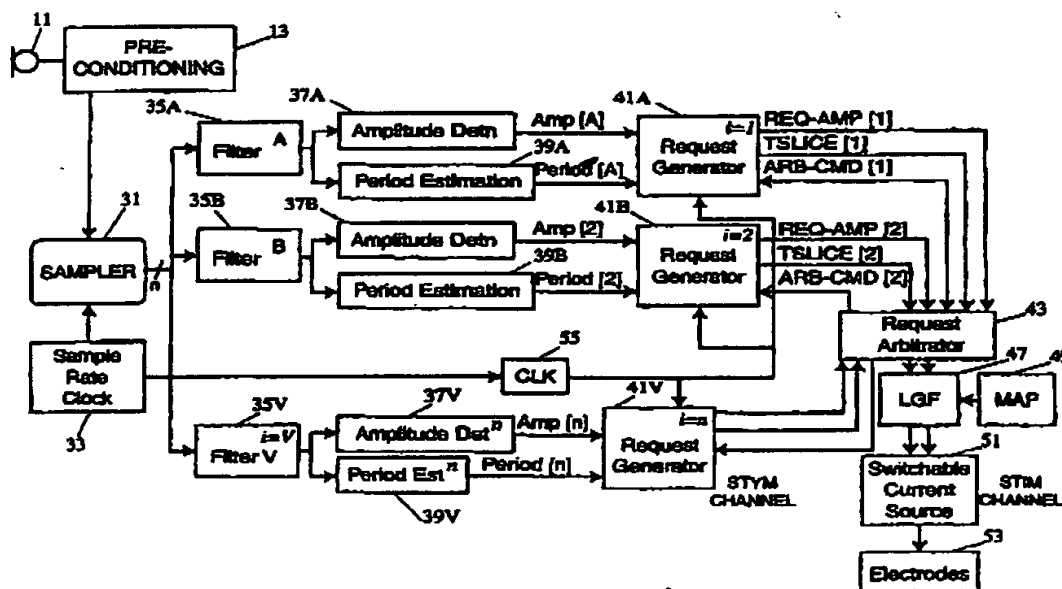 11
13
PRE-
CONDITIONING
35A
37A
41A
Filter A
Amplitude Detn
Amp [A]
39A
Period Estimation
Period [A]
i=1
Request
Generator
REQ-AMP [1]
TSLICE [1]
ARB-CMD [1]
31
SAMPLER
n
35B
37B
41B
Filter B
Amplitude Detn
Amp [2]
39B
Period Estimation
Period [2]
i=2
Request
Generator
REQ-AMP [2]
TSLICE [2]
ARB-CMD [2]
43
Request
Arbitrator
Sample
Rate
Clock
33
55
CLK
47
LGF
MAP
35V
37V
41V
i=V
Filter V
Amplitude Det n
Amp [n]
Period Est n
Period [n]
39V
i=n
Request
Generator
STYM
CHANNEL
51
Switchable
Current
Source
STIM
CHANNEL
53
Electrodes